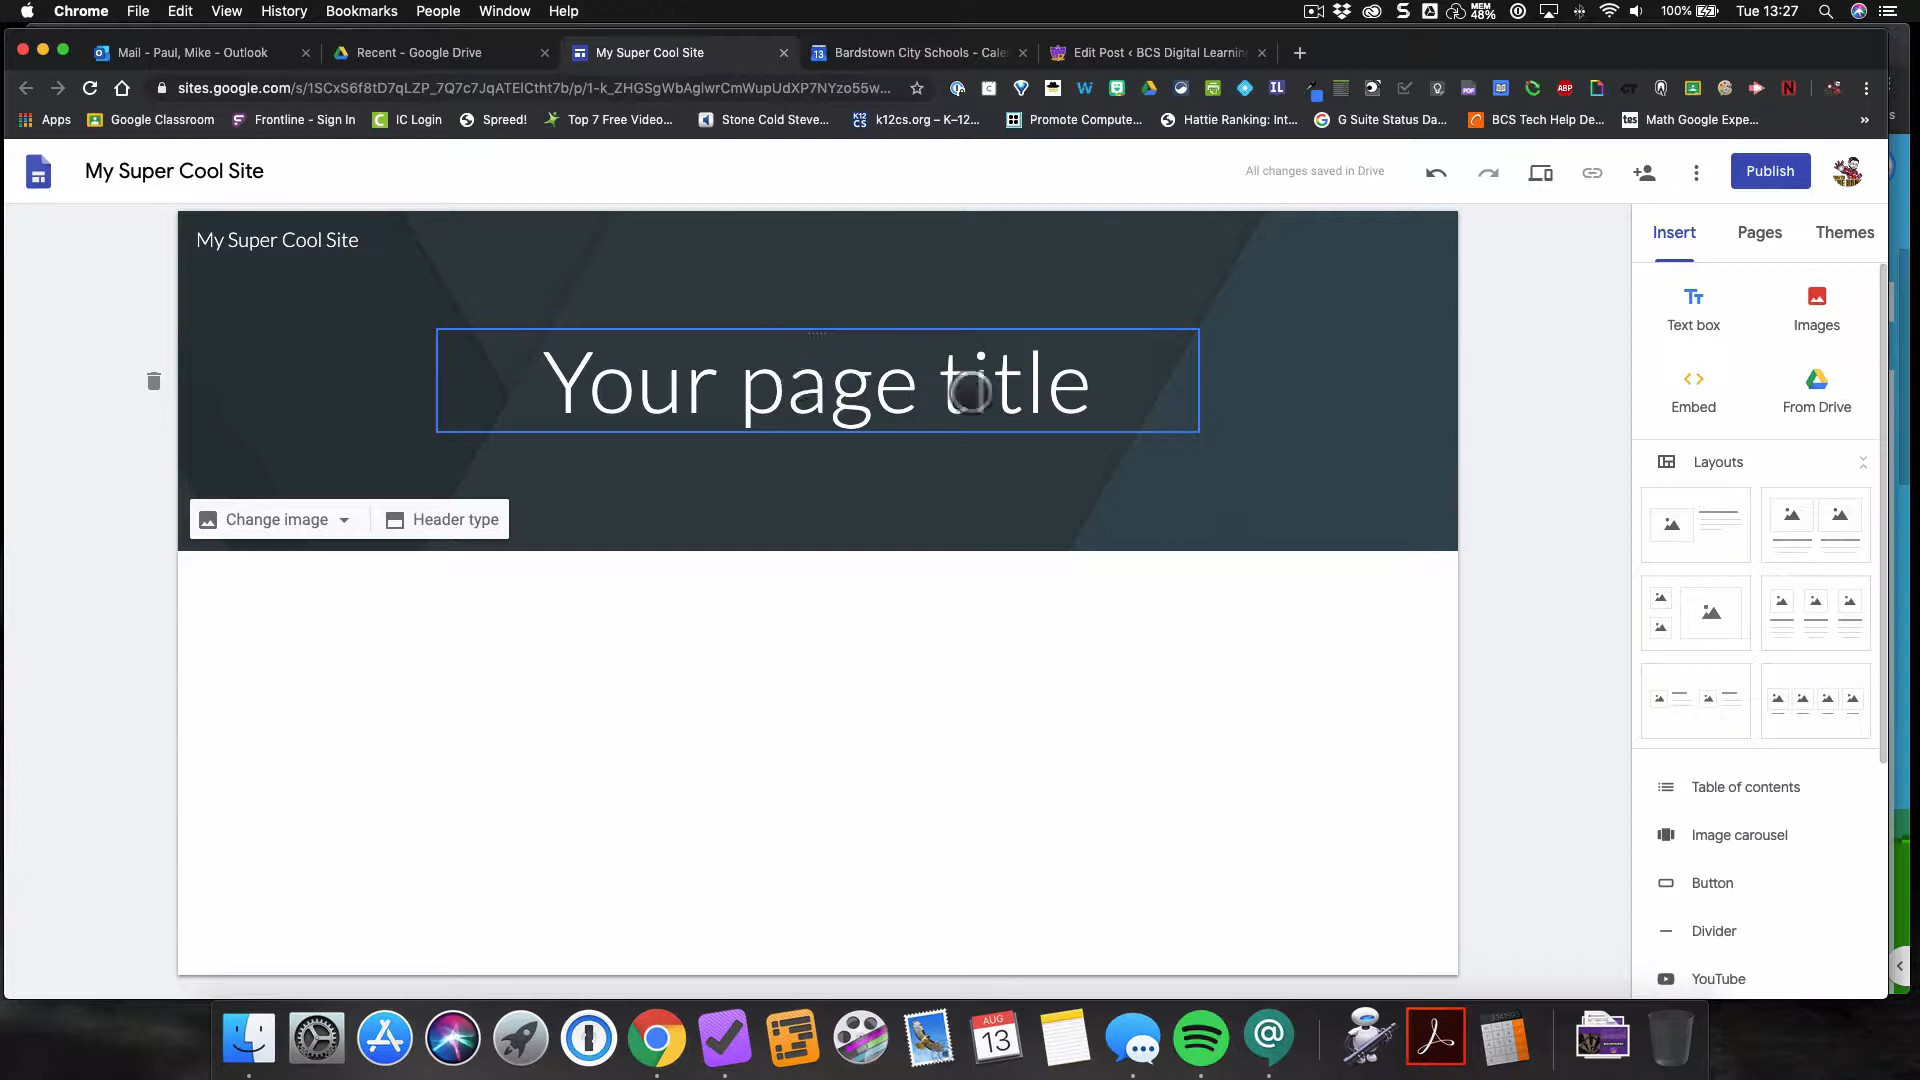 Chrome File Edit View History Bookmarks People Window Help
MEM 48% 100% Tue 13:27
Mail - Paul, Mike - Outlook
Recent - Google Drive
My Super Cool Site
Bardstown City Schools - Cale
Edit Post ‹ BCS Digital Learning
sites.google.com/s/1SCxS6f8tD7qLZP_7Q7c7JqATElCtht7b/p/1-k_ZHGSgWbAglwrCmWupUdXP7NYzo55w...
Apps Google Classroom Frontline - Sign In IC Login Spreed! Top 7 Free Video... Stone Cold Steve... k12cs.org – K–12... Promote Compute... Hattie Ranking: Int... G Suite Status Da... BCS Tech Help De... Math Google Expe... »
My Super Cool Site
All changes saved in Drive
Publish
My Super Cool Site
Your page title
Change image
Header type
Insert Pages Themes
Text box Images
Embed From Drive
Layouts
Table of contents
Image carousel
Button
Divider
YouTube
AUG
13